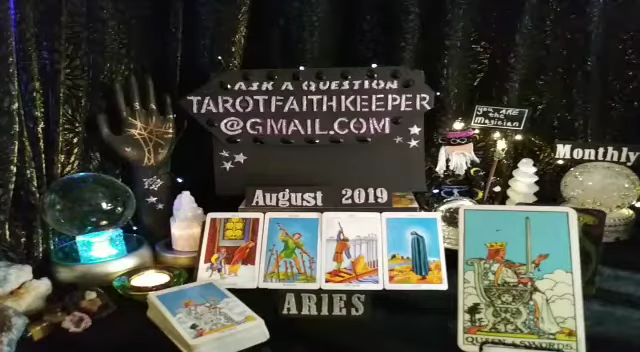 ASK A QUESTION
TAROTFAITHKEEPER
@GMAIL.COM
you ARE
the
Magician
Monthly
August 2019
ARIES
QUEEN of SWORDS.